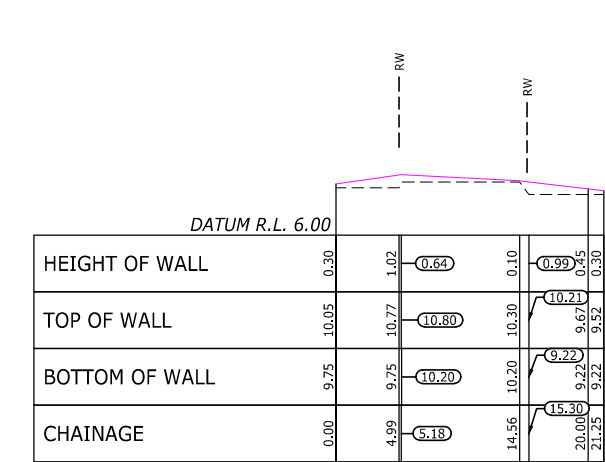 RW
RW
DATUM R.L. 6.00
HEIGHT OF WALL 0.30 1.02 0.64 0.10 0.99 0.45 0.30
TOP OF WALL 10.05 10.77 10.80 10.30 10.21 9.67 9.52
BOTTOM OF WALL 9.75 9.75 10.20 10.20 9.22 9.22 9.22
CHAINAGE 0.00 4.99 5.18 14.56 15.30 20.00 21.25